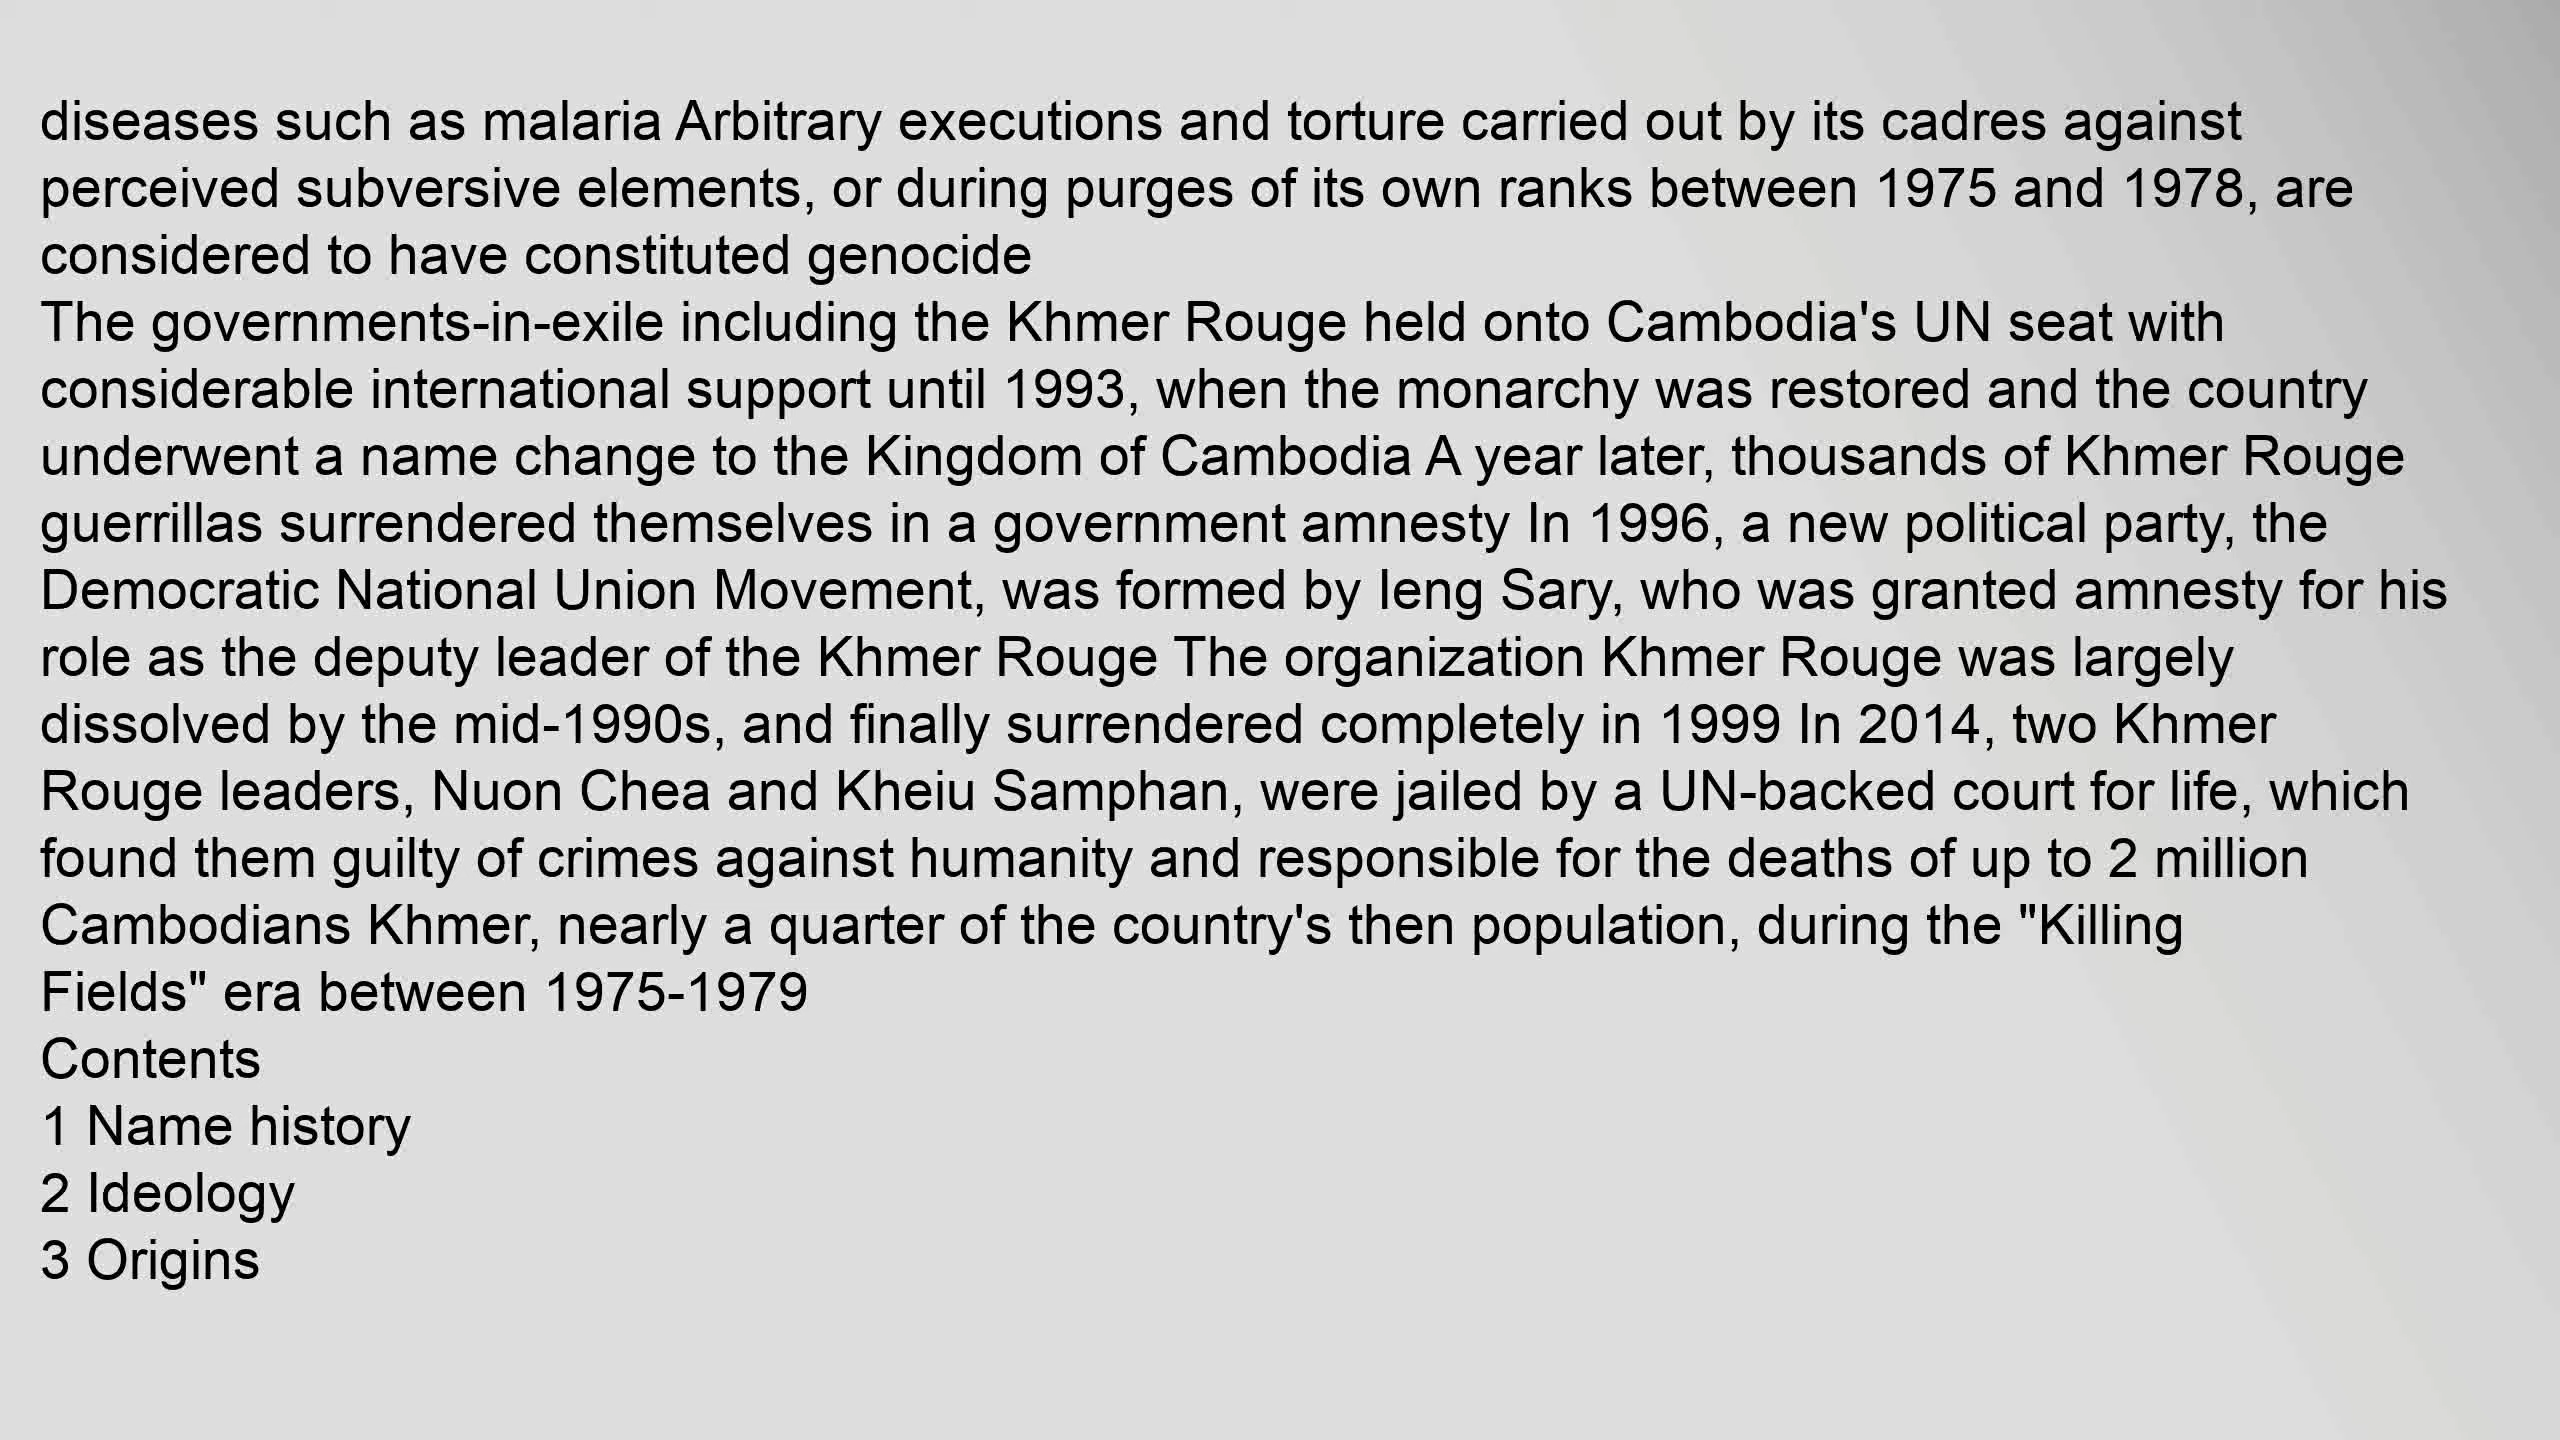 diseases such as malaria Arbitrary executions and torture carried out by its cadres against
perceived subversive elements, or during purges of its own ranks between 1975 and 1978, are
considered to have constituted genocide
The governments-in-exile including the Khmer Rouge held onto Cambodia's UN seat with
considerable international support until 1993, when the monarchy was restored and the country
underwent a name change to the Kingdom of Cambodia A year later, thousands of Khmer Rouge
guerrillas surrendered themselves in a government amnesty In 1996, a new political party, the
Democratic National Union Movement, was formed by Ieng Sary, who was granted amnesty for his
role as the deputy leader of the Khmer Rouge The organization Khmer Rouge was largely
dissolved by the mid-1990s, and finally surrendered completely in 1999 In 2014, two Khmer
Rouge leaders, Nuon Chea and Kheiu Samphan, were jailed by a UN-backed court for life, which
found them guilty of crimes against humanity and responsible for the deaths of up to 2 million
Cambodians Khmer, nearly a quarter of the country's then population, during the "Killing
Fields" era between 1975-1979
Contents
1 Name history
2 Ideology
3 Origins